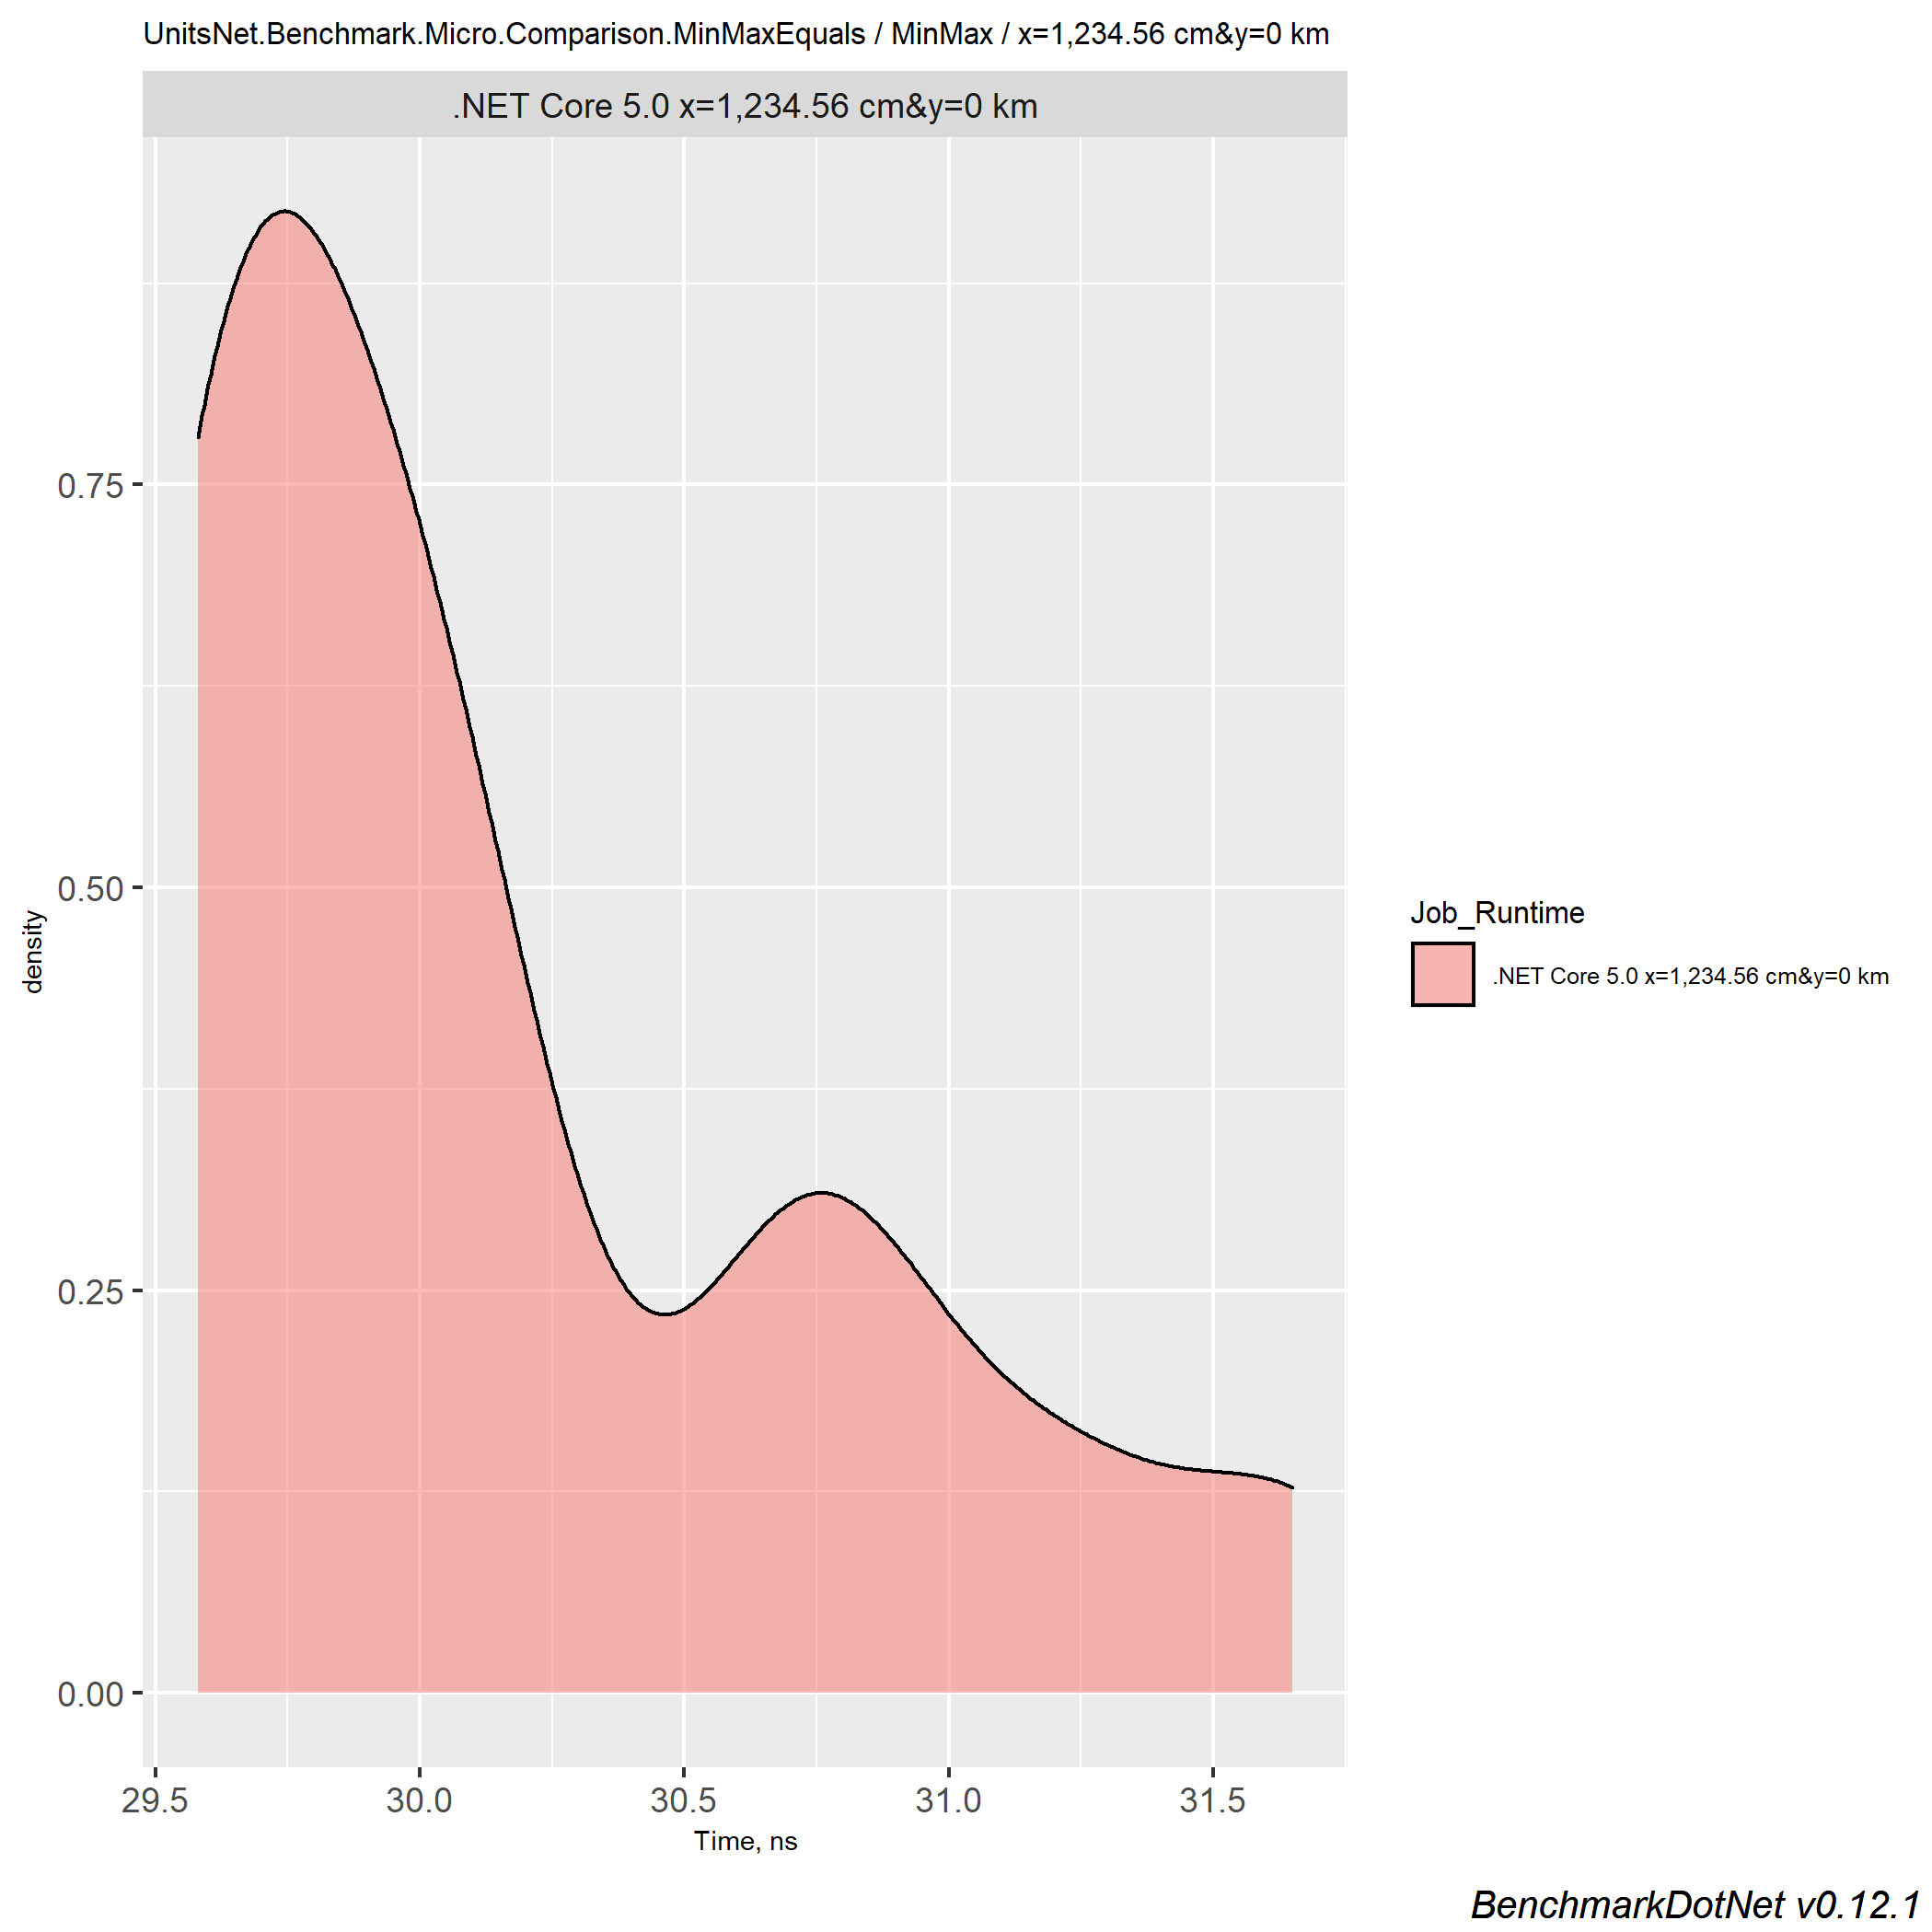 UnitsNet.Benchmark.Micro.Comparison.MinMaxEquals / MinMax / x=1,234.56 cm&y=0 km
.NET Core 5.0 x=1,234.56 cm&y=0 km
0.75
0.50
0.25
0.00
density
29.5 30.0 30.5 31.0 31.5
Time, ns
Job_Runtime
.NET Core 5.0 x=1,234.56 cm&y=0 km
BenchmarkDotNet v0.12.1